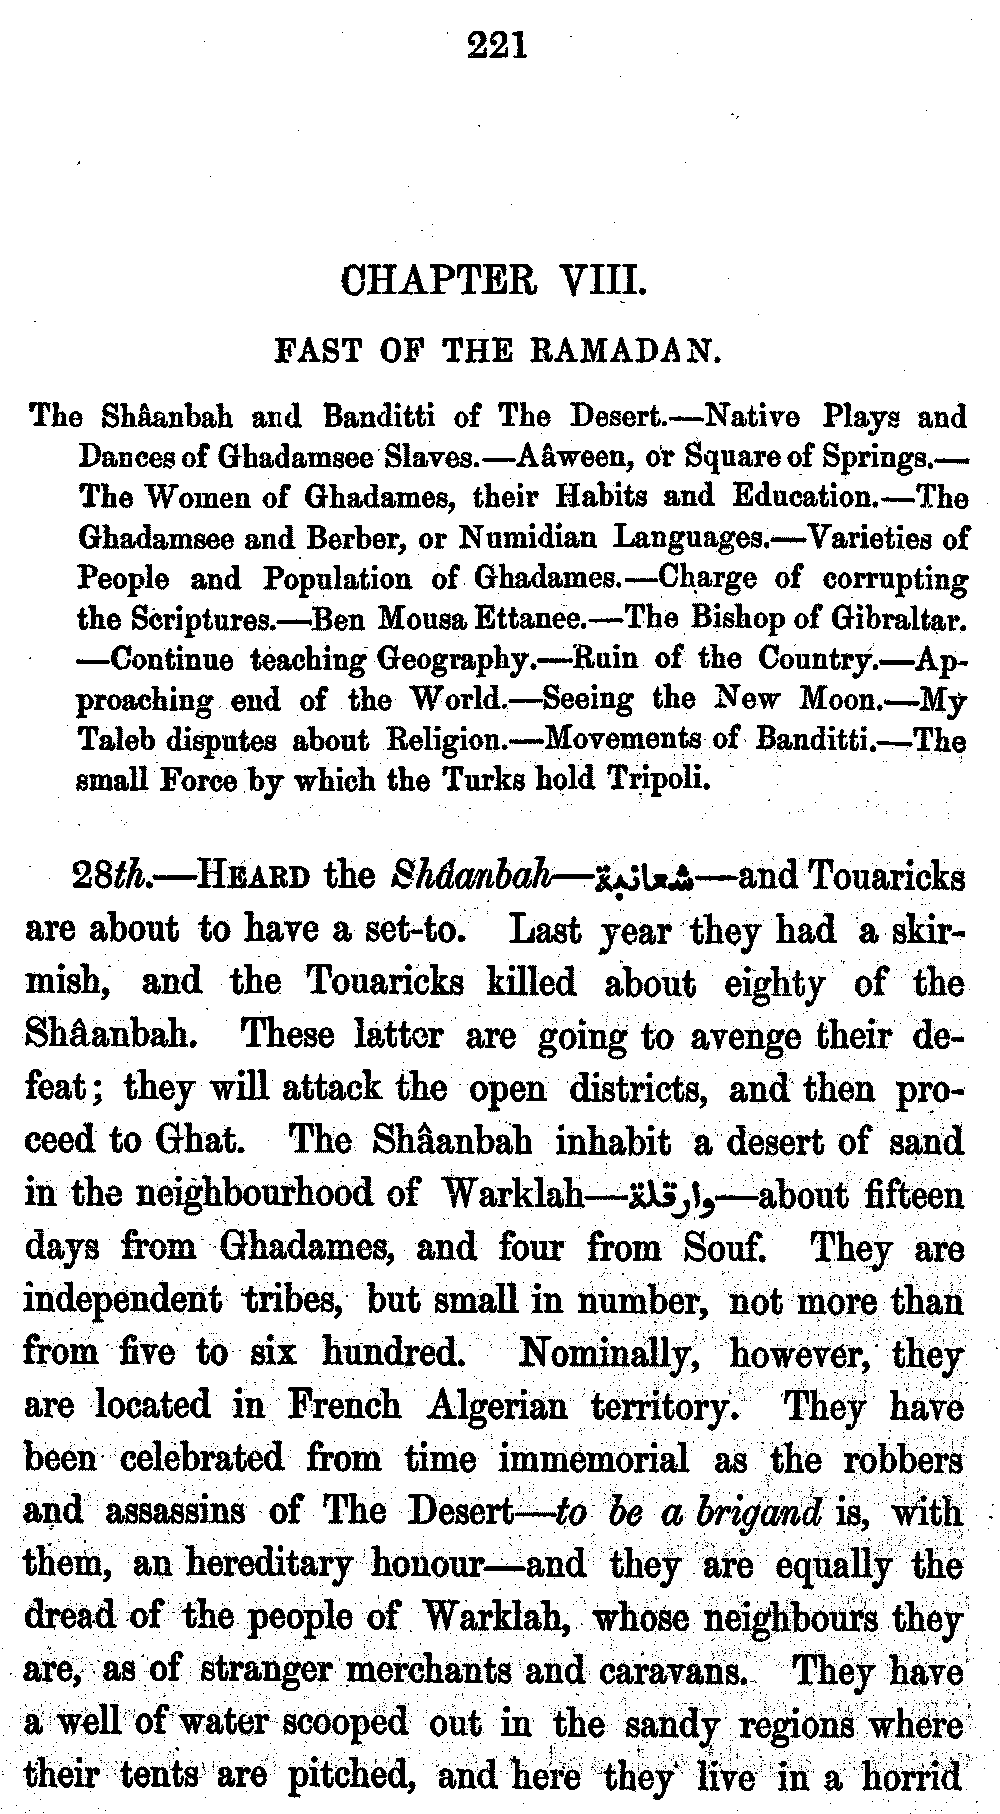 221
CHAPTER VIII.
FAST OF THE RAMADAN.
The Shâanbah and Banditti of The Desert.—Native Plays and
Dances of Ghadamsee Slaves.—Aâween, or Square of Springs.—
The Women of Ghadames, their Habits and Education.—The
Ghadamsee and Berber, or Numidian Languages.—Varieties of
People and Population of Ghadames.—Charge of corrupting
the Scriptures.—Ben Mousa Ettanee.—The Bishop of Gibraltar.
—Continue teaching Geography.—Ruin of the Country.—Ap-
proaching end of the World.—Seeing the New Moon.—My
Taleb disputes about Religion.—Movements of Banditti.—The
small Force by which the Turks hold Tripoli.
28th.—HEARD the Shâanbah—شعانبة—and Touaricks
are about to have a set-to. Last year they had a skir-
mish, and the Touaricks killed about eighty of the
Shâanbah. These latter are going to avenge their de-
feat; they will attack the open districts, and then pro-
ceed to Ghat. The Shâanbah inhabit a desert of sand
in the neighbourhood of Warklah—وارقلة—about fifteen
days from Ghadames, and four from Souf. They are
independent tribes, but small in number, not more than
from five to six hundred. Nominally, however, they
are located in French Algerian territory. They have
been celebrated from time immemorial as the robbers
and assassins of The Desert—to be a brigand is, with
them, an hereditary honour—and they are equally the
dread of the people of Warklah, whose neighbours they
are, as of stranger merchants and caravans. They have
a well of water scooped out in the sandy regions where
their tents are pitched, and here they live in a horrid